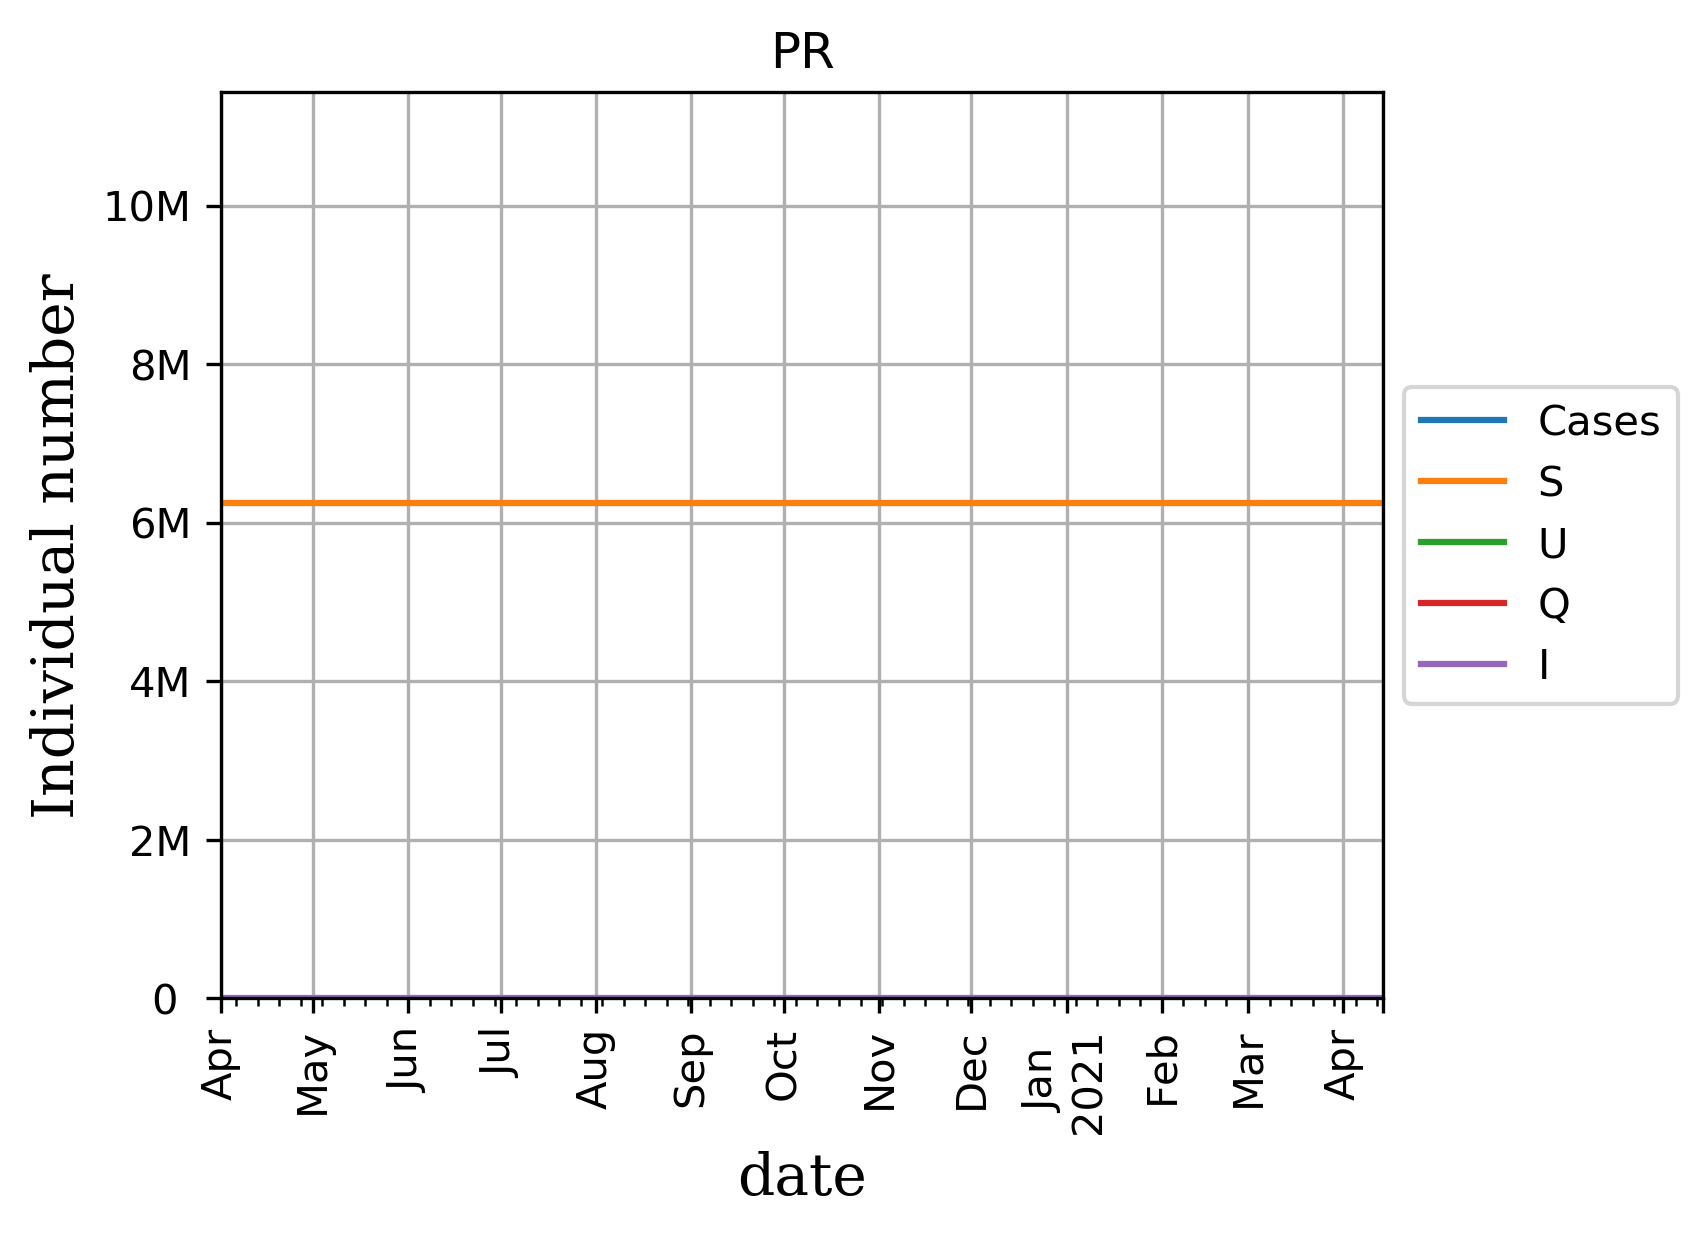 PR
Individual number
10M
8M
6M
4M
2M
0
Apr
May
Jun
Jul
Aug
Sep
Oct
Nov
Dec
Jan
2021
Feb
Mar
Apr
date
Cases
S
U
Q
I